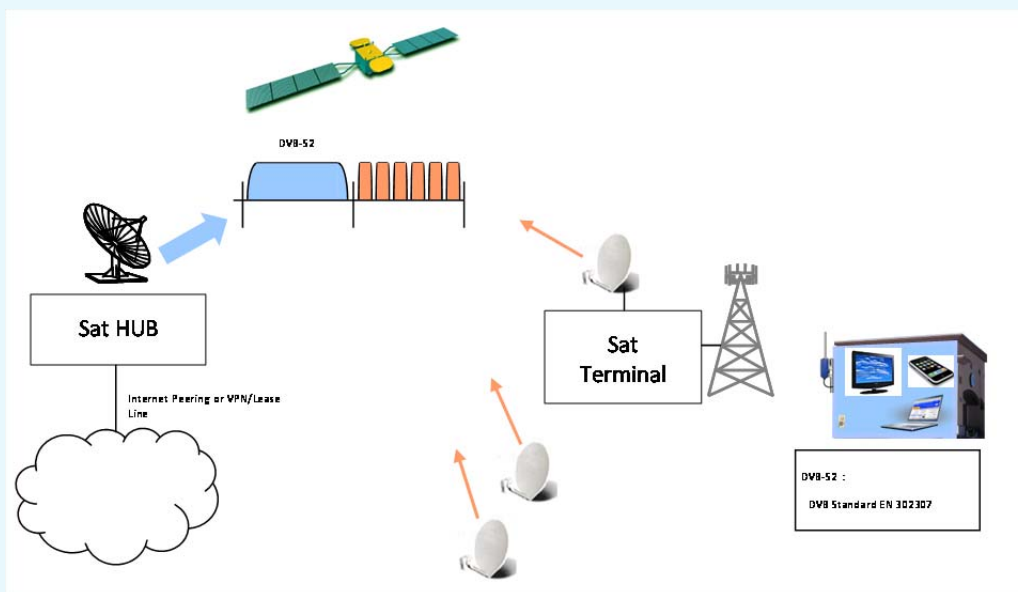 DVB-S2
Sat HUB
Sat
Terminal
Internet Peering or VPN/Lease
Line
DVB-S2 :
DVB Standard EN 302307